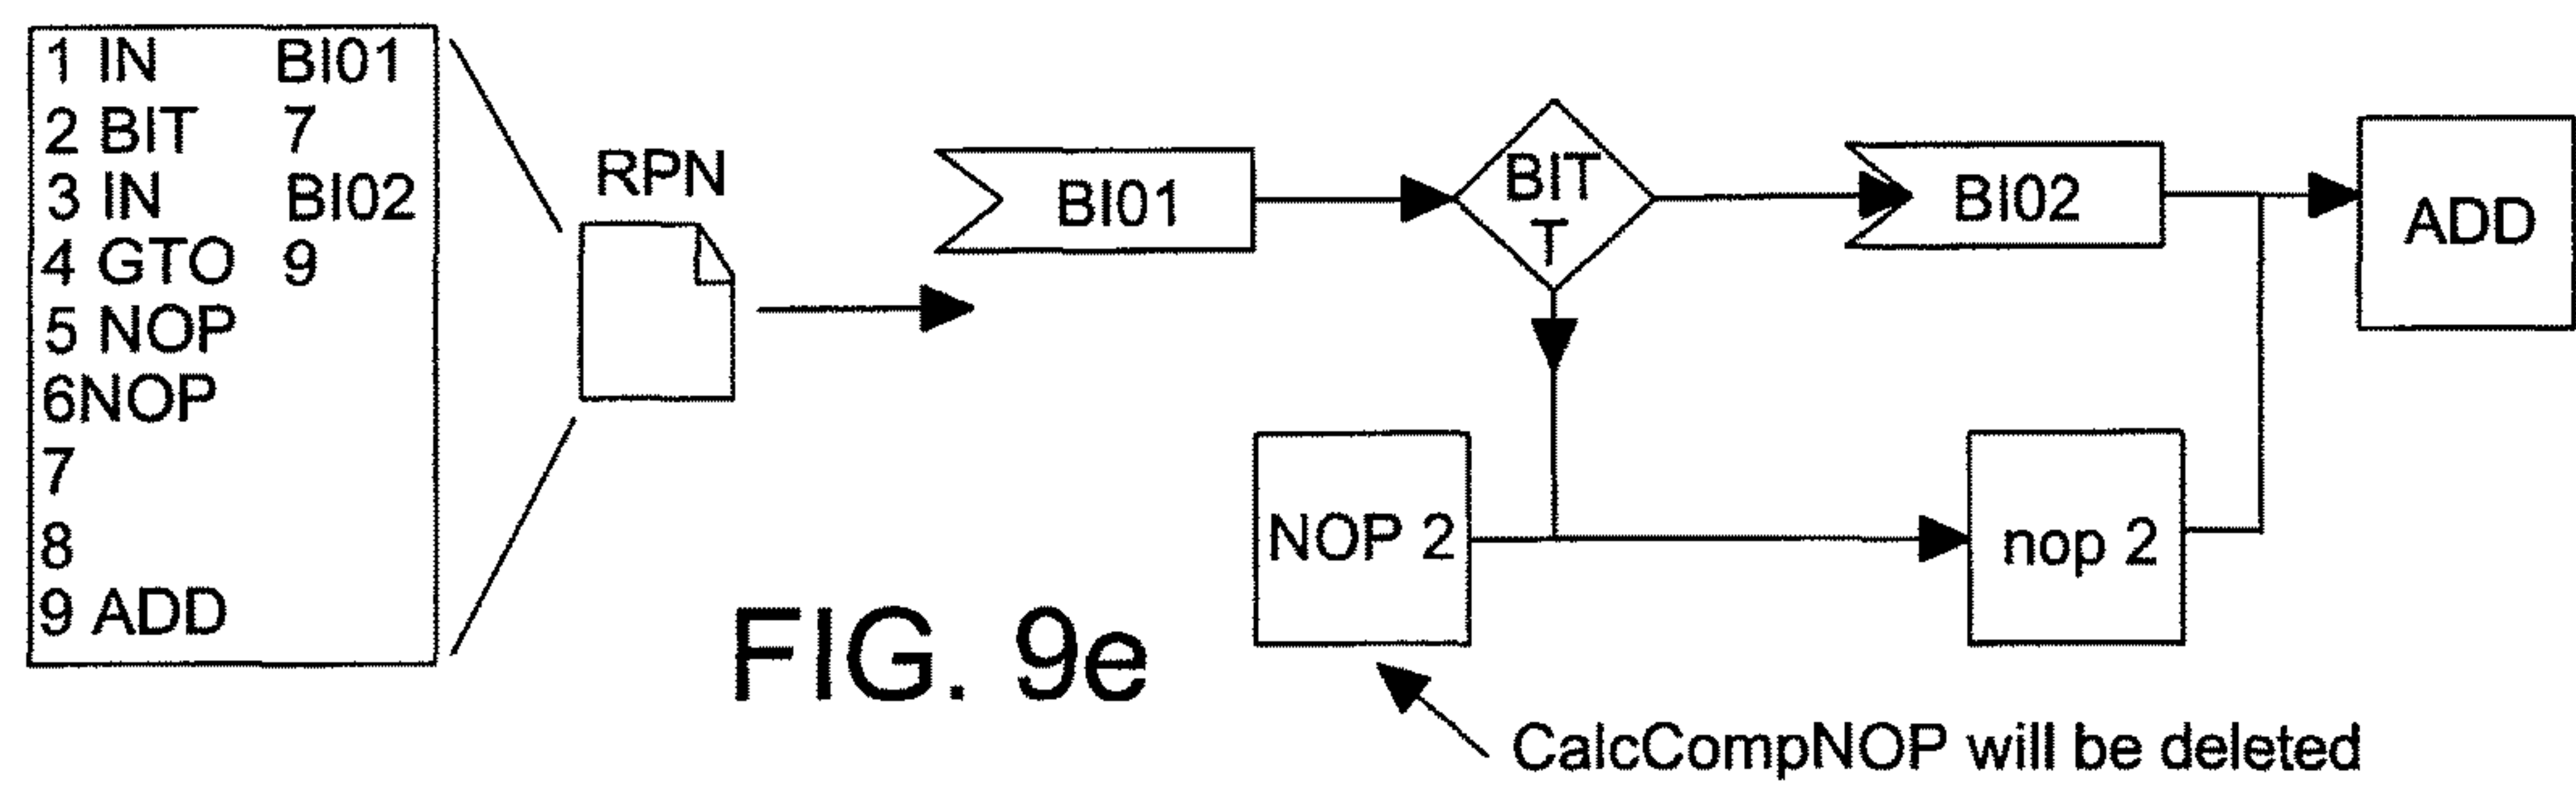 1 IN BI01
2 BIT 7
3 IN BI02
4 GTO 9
5 NOP
6NOP
7
8
9 ADD
RPN
BI01
BIT
T
BI02
ADD
NOP 2
nop 2
FIG. 9e
CalcCompNOP will be deleted